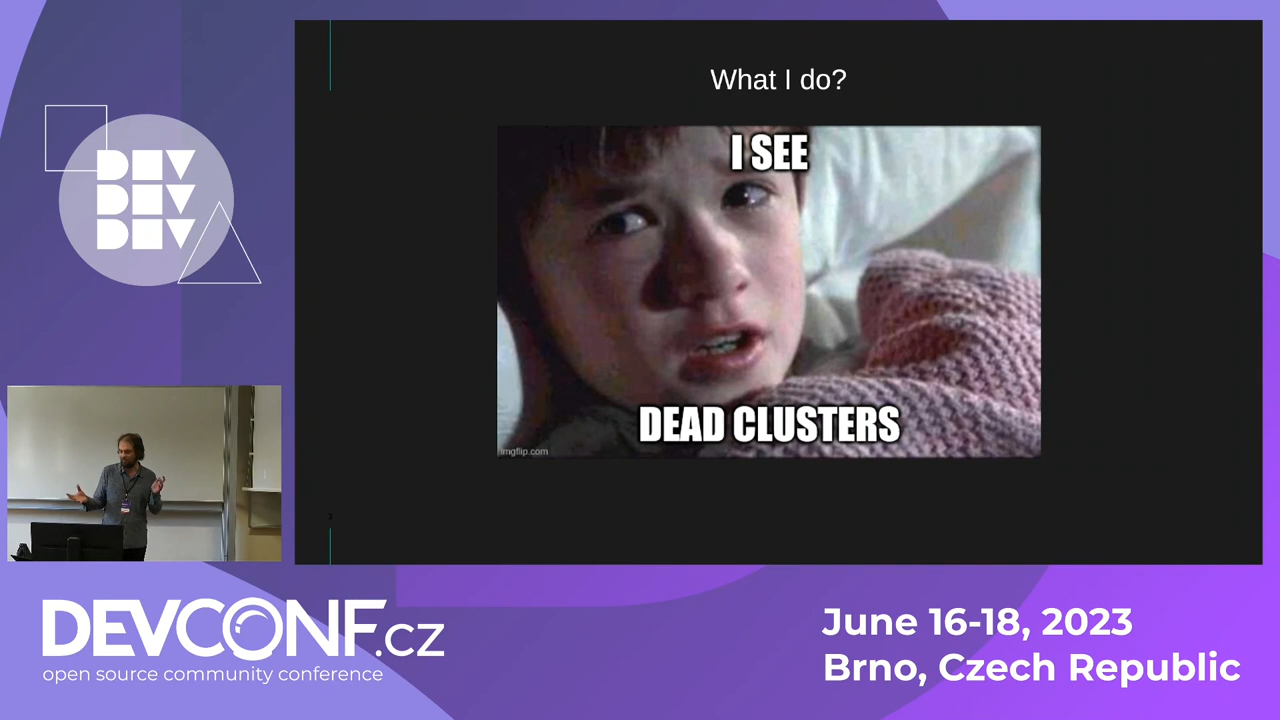 What I do?
I SEE
DEAD CLUSTERS
imgflip.com
DEV
DEV
DEV
DEVCONF.CZ
open source community conference
June 16-18, 2023
Brno, Czech Republic